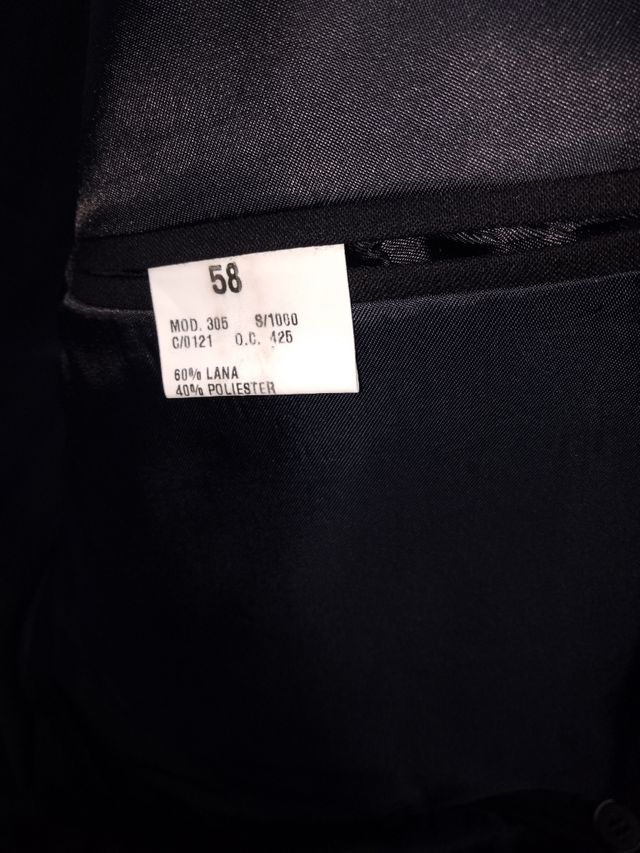 58
MOD. 305 S/1000
C/0121 O.C. 425
60% LANA
40% POLIESTER